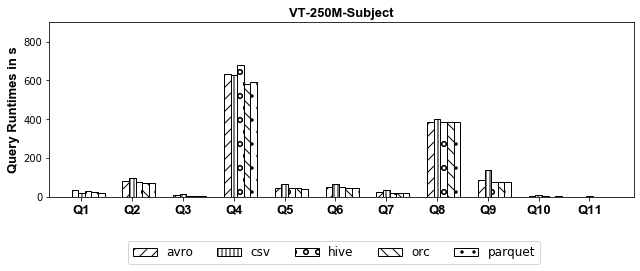 VT-250M-Subject
Query Runtimes in s
800
600
400
200
0
Q1 Q2 Q3 Q4 Q5 Q6 Q7 Q8 Q9 Q10 Q11
avro csv hive orc parquet